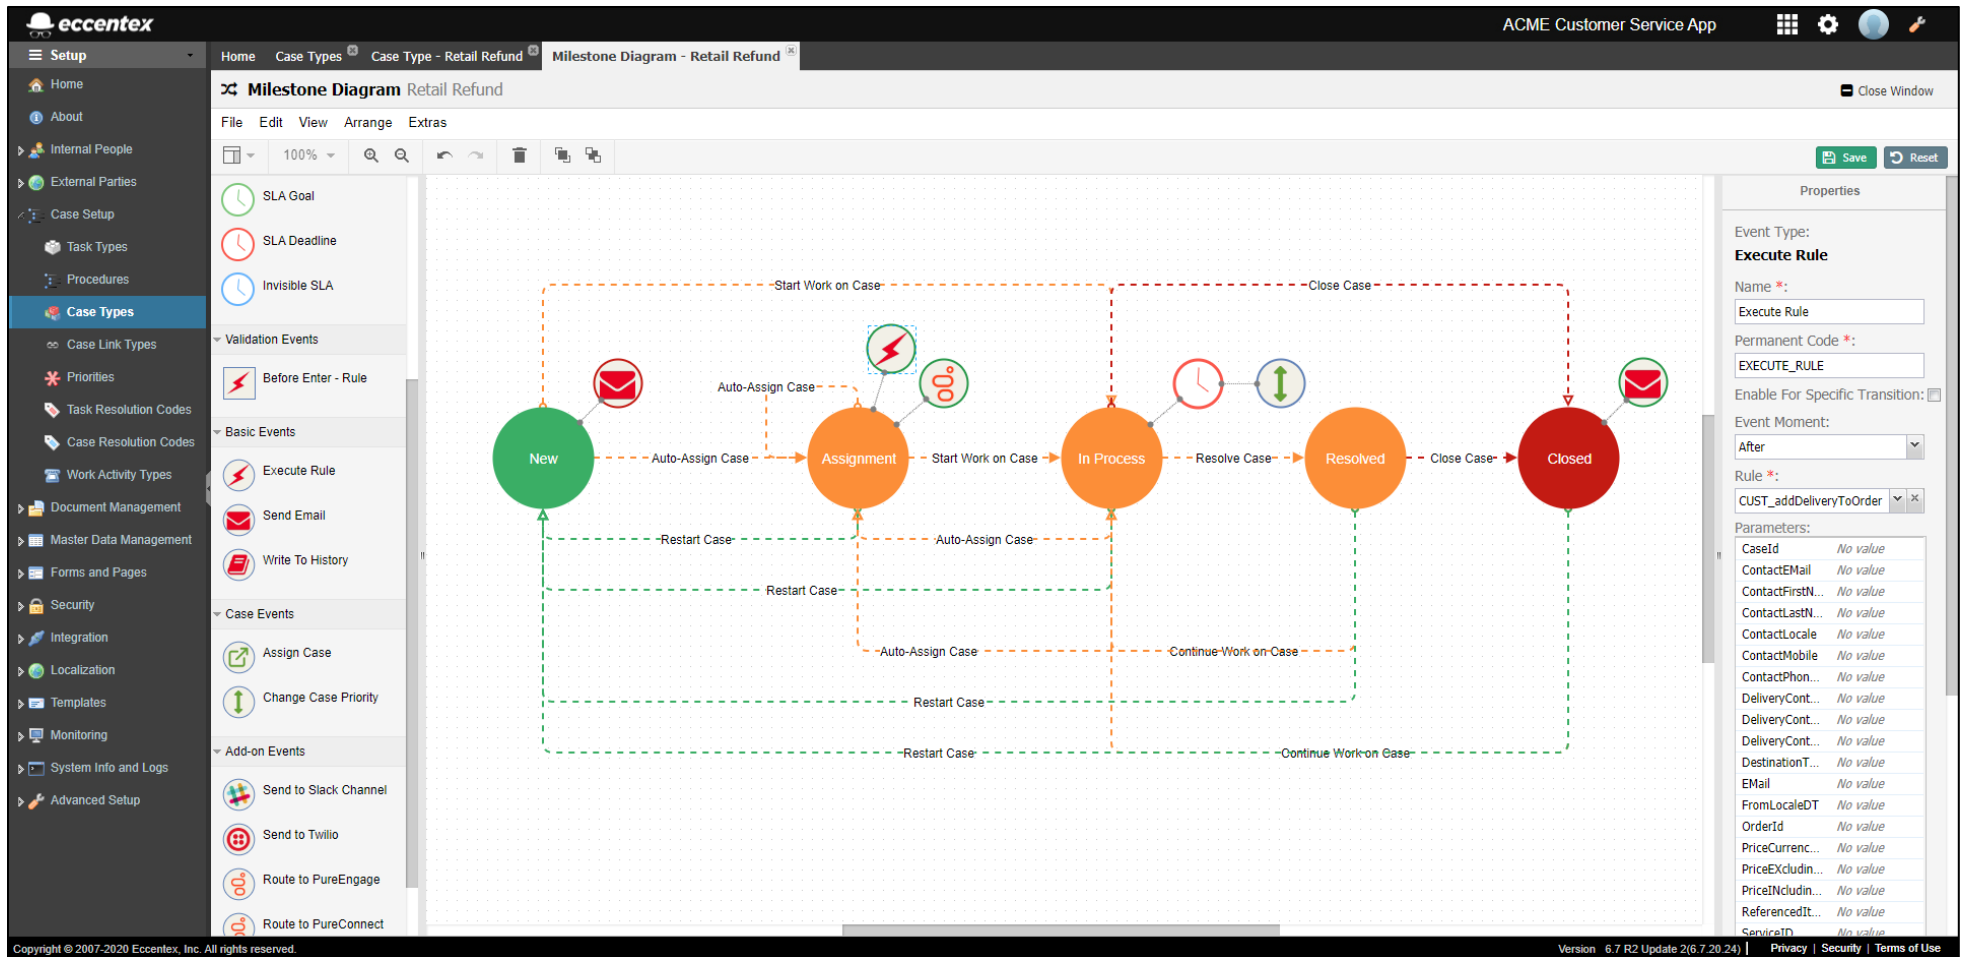 eccentex
ACME Customer Service App
Setup
Home
Case Types
Case Type - Retail Refund
Milestone Diagram - Retail Refund
Home
About
Internal People
External Parties
Case Setup
Task Types
Procedures
Case Types
Case Link Types
Priorities
Task Resolution Codes
Case Resolution Codes
Work Activity Types
Document Management
Master Data Management
Forms and Pages
Security
Integration
Localization
Templates
Monitoring
System Info and Logs
Advanced Setup
Milestone Diagram Retail Refund
Close Window
File Edit View Arrange Extras
100%
Save
Reset
SLA Goal
SLA Deadline
Invisible SLA
Validation Events
Before Enter - Rule
Basic Events
Execute Rule
Send Email
Write To History
Case Events
Assign Case
Change Case Priority
Add-on Events
Send to Slack Channel
Send to Twilio
Route to PureEngage
Route to PureConnect
Start Work on Case
Close Case
Auto-Assign Case
New
Auto-Assign Case
Assignment
Start Work on Case
In Process
Resolve Case
Resolved
Close Case
Closed
Restart Case
Auto-Assign Case
Restart Case
Auto-Assign Case
Continue Work on Case
Restart Case
Restart Case
Continue Work on Case
Properties
Event Type:
Execute Rule
Name *:
Execute Rule
Permanent Code *:
EXECUTE_RULE
Enable For Specific Transition:
Event Moment:
After
Rule *:
CUST_addDeliveryToOrder
Parameters:
CaseId No value
ContactEMail No value
ContactFirstN... No value
ContactLastN... No value
ContactLocale No value
ContactMobile No value
ContactPhon... No value
DeliveryCont... No value
DeliveryCont... No value
DeliveryCont... No value
DestinationT... No value
EMail No value
FromLocaleDT No value
OrderId No value
PriceCurrenc... No value
PriceEXcludin... No value
PriceINcludin... No value
ReferencedIt... No value
ServiceID No value
Copyright © 2007-2020 Eccentex, Inc. All rights reserved.
Version 6.7 R2 Update 2(6.7.20.24) | Privacy | Security | Terms of Use